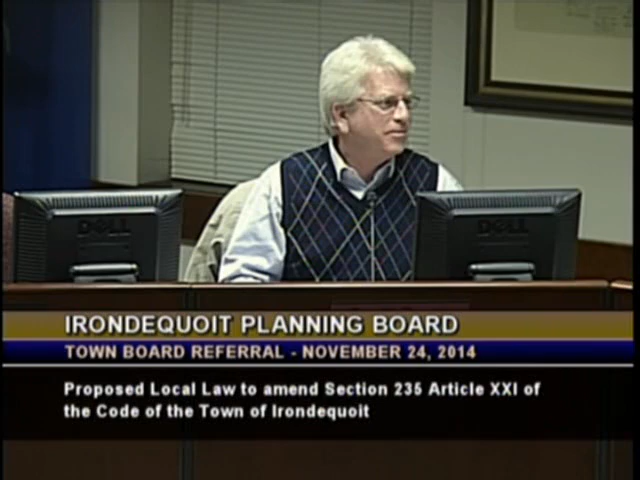 DELL
DELL
IRONDEQUOIT PLANNING BOARD
TOWN BOARD REFERRAL - NOVEMBER 24, 2014
Proposed Local Law to amend Section 235 Article XXI of
the Code of the Town of Irondequoit